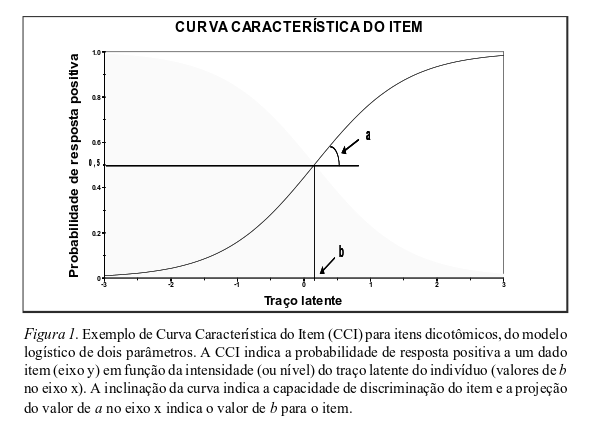 CURVA CARACTERÍSTICA DO ITEM
Probabilidade de resposta positiva
1.0
0.8
0.6
0,5
0.4
0.2
0
a
b
-3 -2 -1 0 1 2 3
Traço latente
Figura 1. Exemplo de Curva Característica do Item (CCI) para itens dicotômicos, do modelo
logístico de dois parâmetros. A CCI indica a probabilidade de resposta positiva a um dado
item (eixo y) em função da intensidade (ou nível) do traço latente do indivíduo (valores de b
no eixo x). A inclinação da curva indica a capacidade de discriminação do item e a projeção
do valor de a no eixo x indica o valor de b para o item.